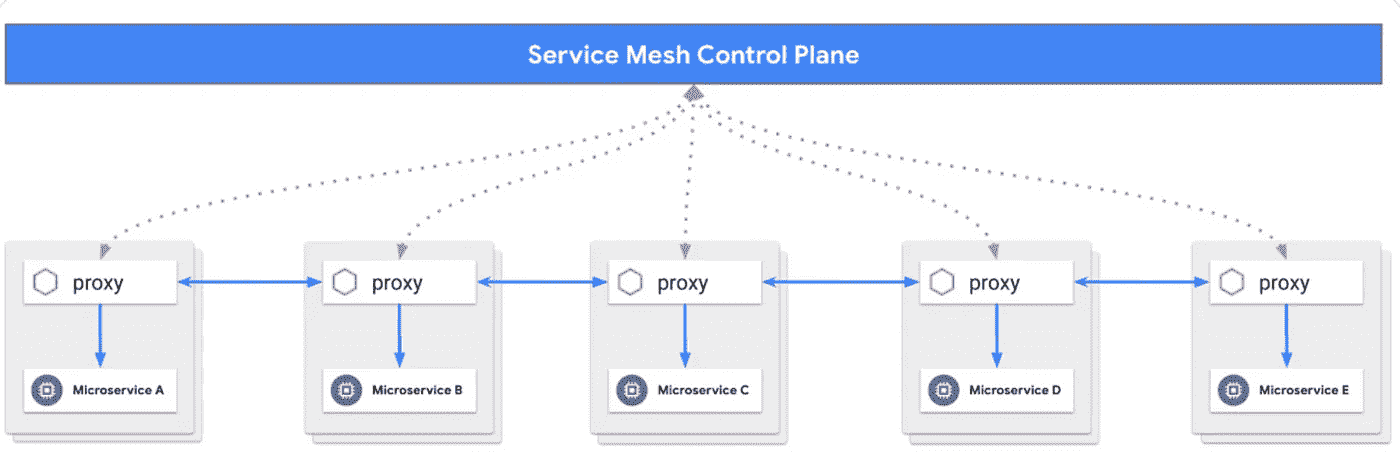 Service Mesh Control Plane
proxy
proxy
proxy
proxy
proxy
Microservice A
Microservice B
Microservice C
Microservice D
Microservice E